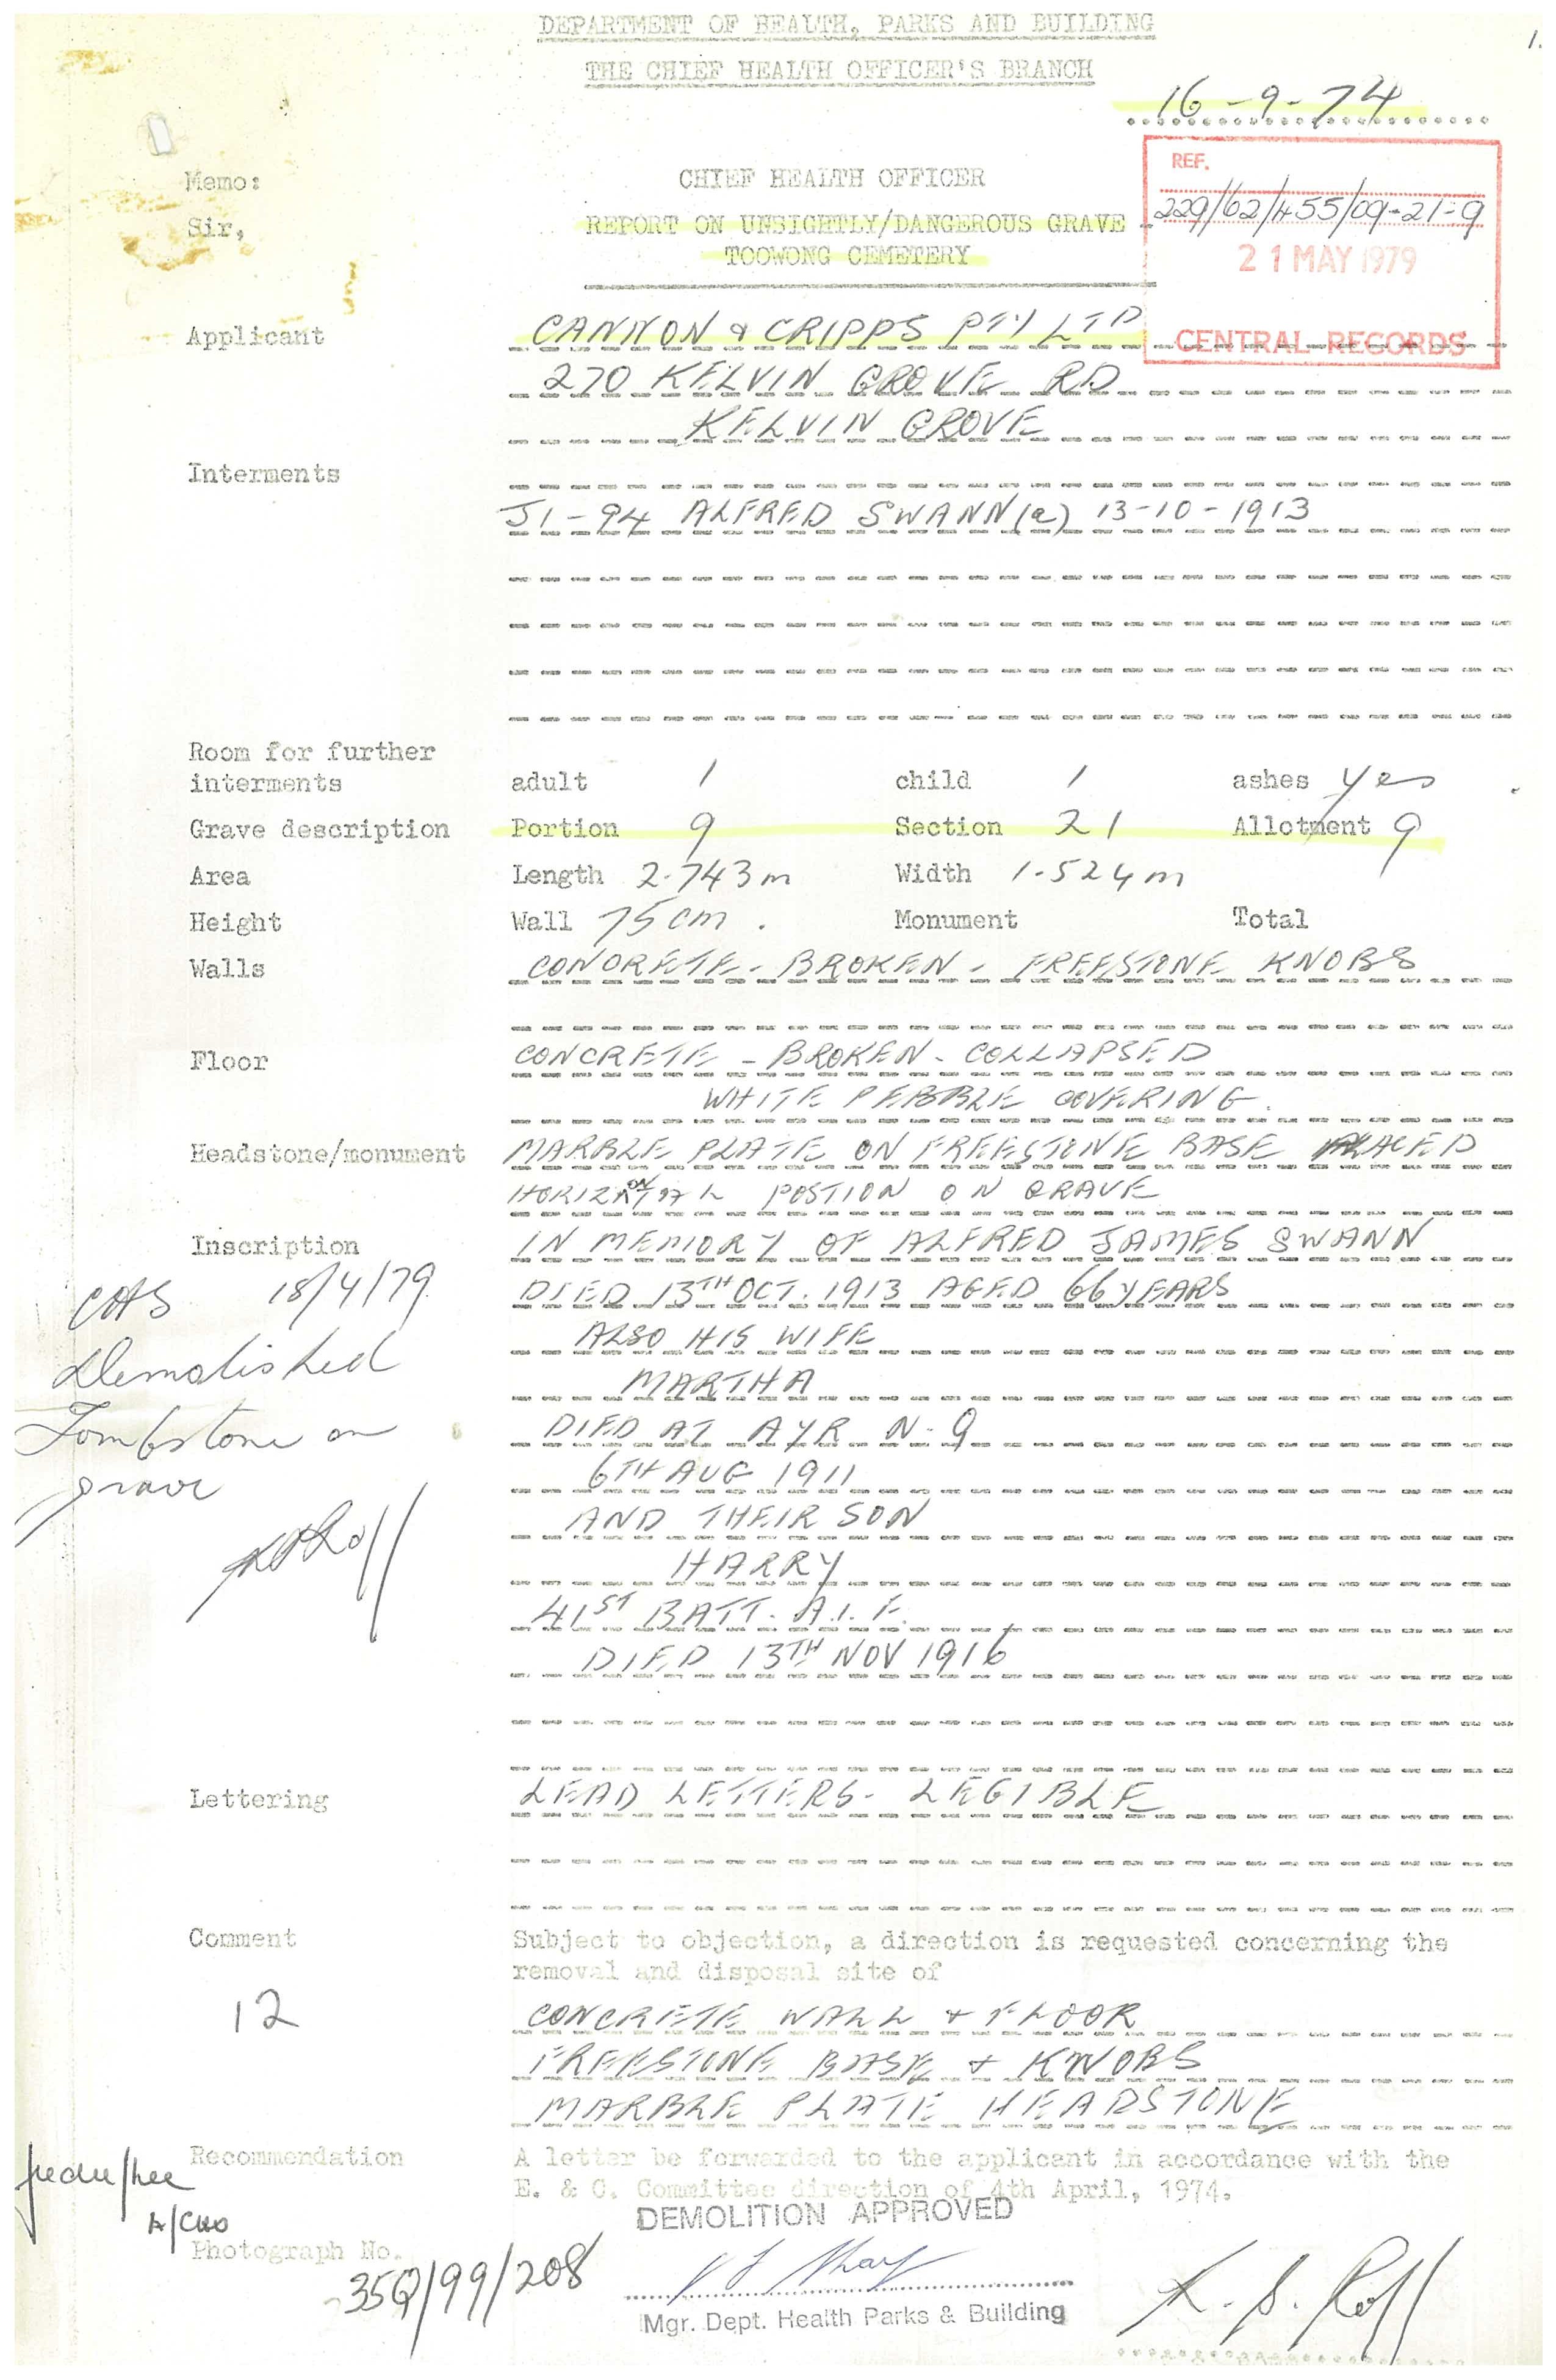 DEPARTMENT OF HEALTH, PARKS AND BUILDING
1.
THE CHIEF HEALTH OFFICER'S BRANCH
16-9-74
REF.
Memo:
CHIEF HEALTH OFFICER
229/62/455/09-21-9
Sir,
REPORT ON UNSIGHTLY/DANGEROUS GRAVE -
TOOWONG CEMETERY
21 MAY 1979
CENTRAL RECORDS
Applicant CANNON & CRIPPS PTY LTD
270 KELVIN GROVE RD
KELVIN GROVE
Interments
J1-94 ALFRED SWANN (a) 13-10-1913
Room for further
interments adult 1 child 1 ashes yes
Grave description Portion 9 Section 21 Allotment 9
Area Length 2.743m Width 1.524m
Height Wall 75cm. Monument Total
Walls CONCRETE - BROKEN - FREESTONE KNOBS
Floor CONCRETE - BROKEN - COLLAPSED
WHITE PEBBLE COVERING.
Headstone/monument MARBLE PLATE ON FREESTONE BASE PLACED
HORIZONTAL POSTION ON GRAVE
Inscription IN MEMORY OF ALFRED JAMES SWANN
DIED 13TH OCT. 1913 AGED 66 YEARS
ALSO HIS WIFE
MARTHA
DIED AT AYR N.Q
6TH AUG 1911
AND THEIR SON
HARRY
41ST BATT. A.I.F.
DIED 13TH NOV 1916
18/4/79.
Demolished
Tombstone on
grave
Lettering LEAD LETTERS - LEGIBLE
Comment Subject to objection, a direction is requested concerning the
removal and disposal site of
12
CONCRETE WALL & FLOOR
FREESTONE BASE & KNOBS
MARBLE PLATE HEADSTONE
Recommendation A letter be forwarded to the applicant in accordance with the
E. & C. Committee direction of 4th April, 1974.
A/CHO
DEMOLITION APPROVED
Photograph No.
35Q/99/208
Mgr. Dept. Health Parks & Building